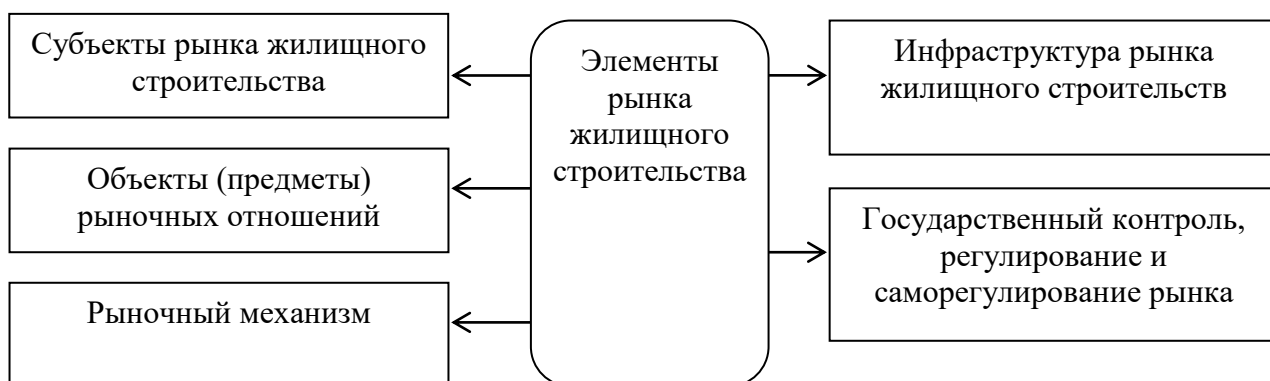 Субъекты рынка жилищного
строительства
Объекты (предметы)
рыночных отношений
Рыночный механизм
Элементы
рынка
жилищного
строительства
Инфраструктура рынка
жилищного строительств
Государственный контроль,
регулирование и
саморегулирование рынка